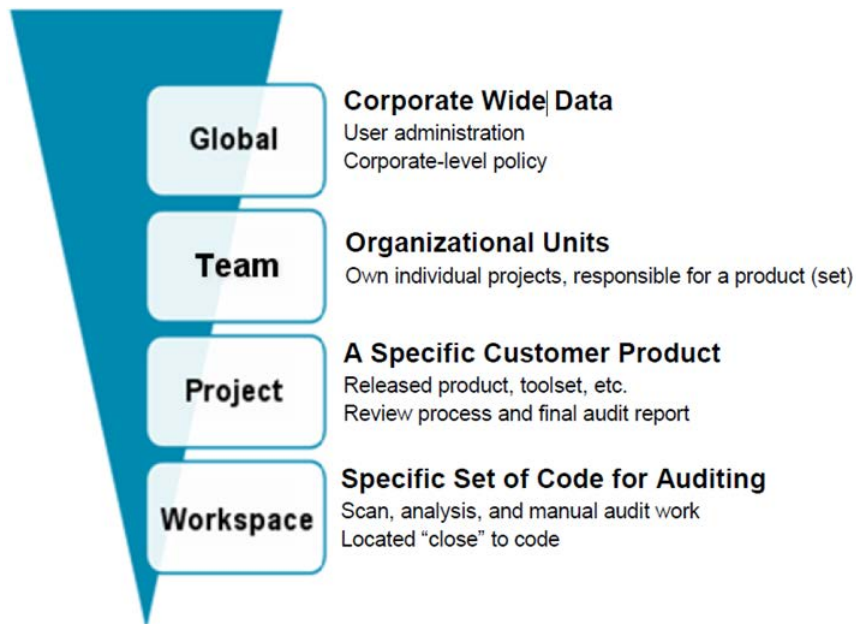 Global
Corporate Wide Data
User administration
Corporate-level policy
Team
Organizational Units
Own individual projects, responsible for a product (set)
Project
A Specific Customer Product
Released product, toolset, etc.
Review process and final audit report
Workspace
Specific Set of Code for Auditing
Scan, analysis, and manual audit work
Located “close” to code